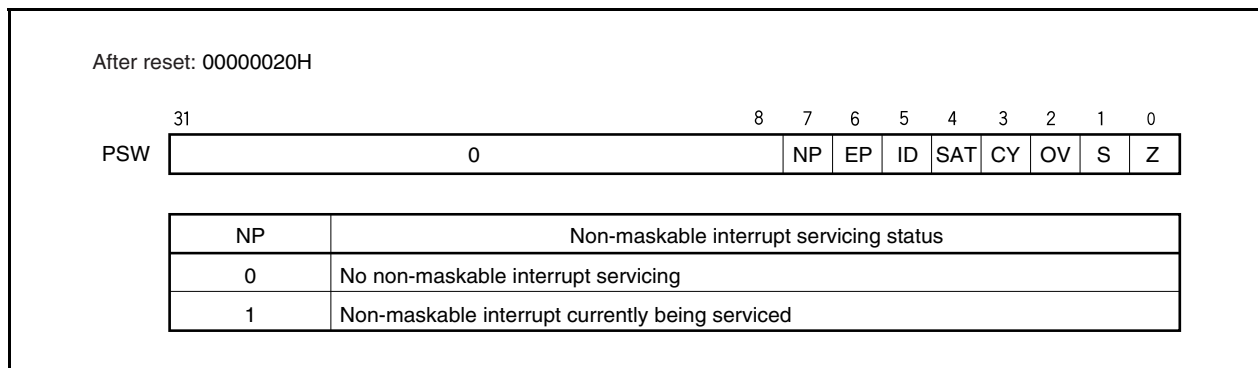 After reset: 00000020H
31 8 7 6 5 4 3 2 1 0
PSW 0 NP EP ID SAT CY OV S Z
NP Non-maskable interrupt servicing status
0 No non-maskable interrupt servicing
1 Non-maskable interrupt currently being serviced